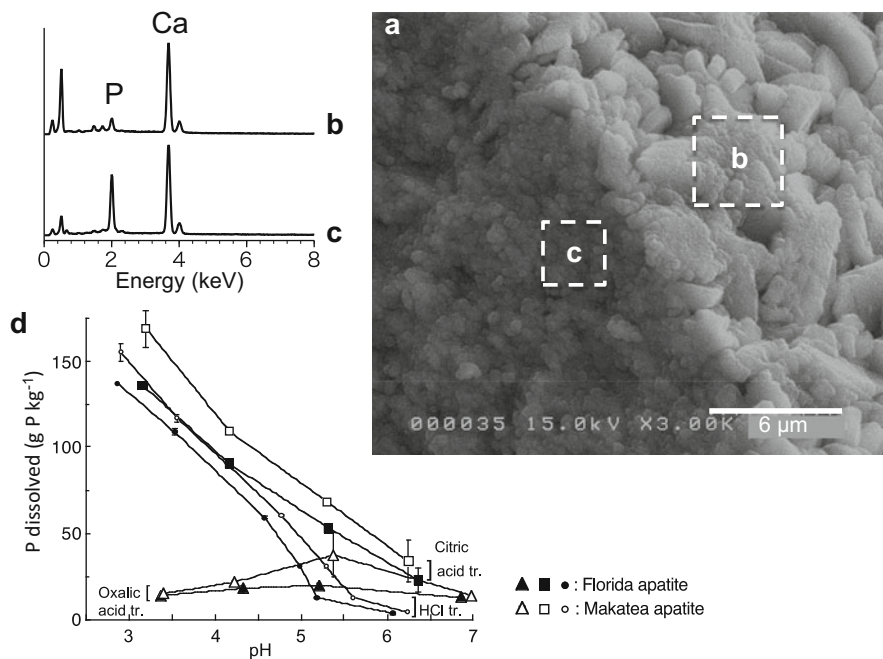 Ca
P
b
c
0 2 4 6 8
Energy (keV)
a
b
c
000035 15.0kV X3.00K 6 µm
d
P dissolved (g P kg⁻¹)
150
100
50
0
Citric
acid tr.
Oxalic
acid tr.
HCl tr.
3 4 5 6 7
pH
▲ ■ • : Florida apatite
△ □ ○ : Makatea apatite